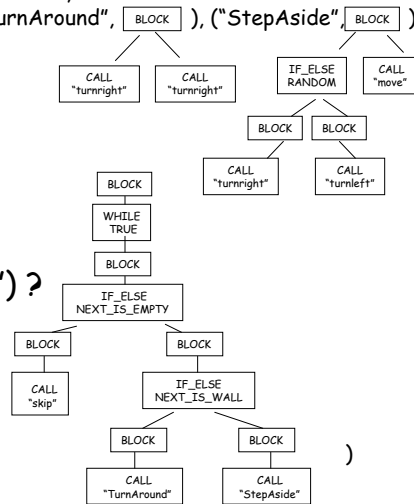 urnAround", BLOCK ), ("StepAside", BLOCK )
CALL
"turnright"
CALL
"turnright"
IF_ELSE
RANDOM
CALL
"move"
BLOCK
BLOCK
CALL
"turnright"
CALL
"turnleft"
BLOCK
WHILE
TRUE
BLOCK
") ?
IF_ELSE
NEXT_IS_EMPTY
BLOCK
BLOCK
CALL
"skip"
IF_ELSE
NEXT_IS_WALL
BLOCK
BLOCK
)
CALL
"TurnAround"
CALL
"StepAside"